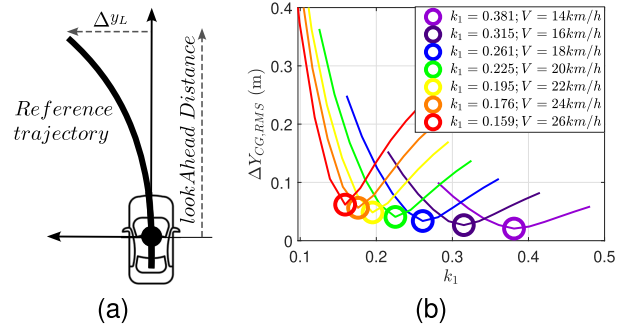 Δy_L
Reference
trajectory
lookAhead Distance
(a)
ΔY_CG,RMS (m)
0.4
0.3
0.2
0.1
0
0.1
0.2
0.3
0.4
0.5
k_1
k_1 = 0.381; V = 14km/h
k_1 = 0.315; V = 16km/h
k_1 = 0.261; V = 18km/h
k_1 = 0.225; V = 20km/h
k_1 = 0.195; V = 22km/h
k_1 = 0.176; V = 24km/h
k_1 = 0.159; V = 26km/h
(b)